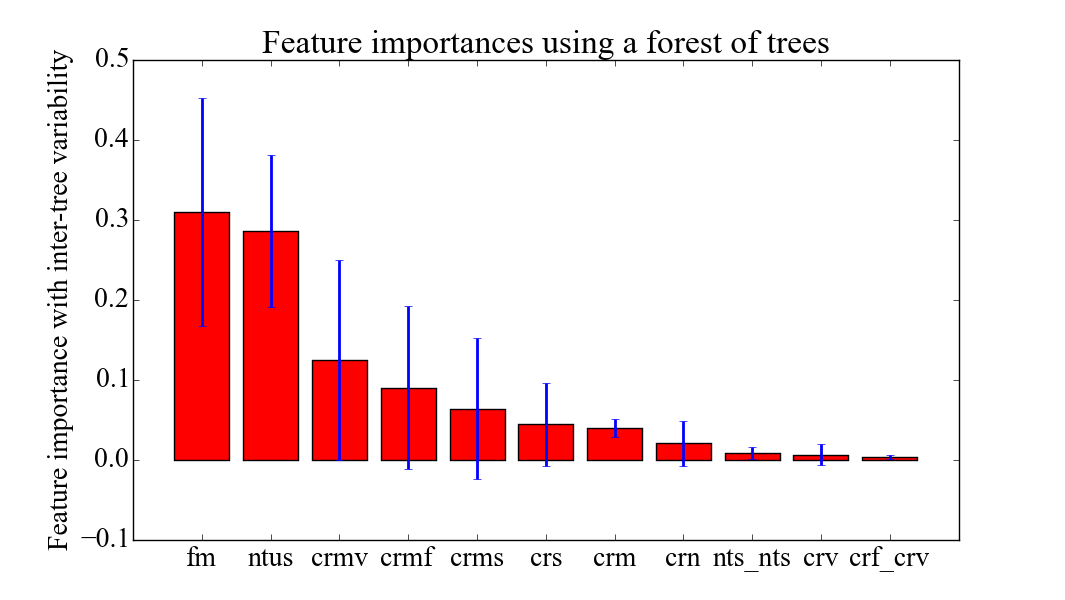 Feature importances using a forest of trees
Feature importance with inter-tree variability
0.5
0.4
0.3
0.2
0.1
0.0
−0.1
fm ntus crmv crmf crms crs crm crn nts_nts crv crf_crv